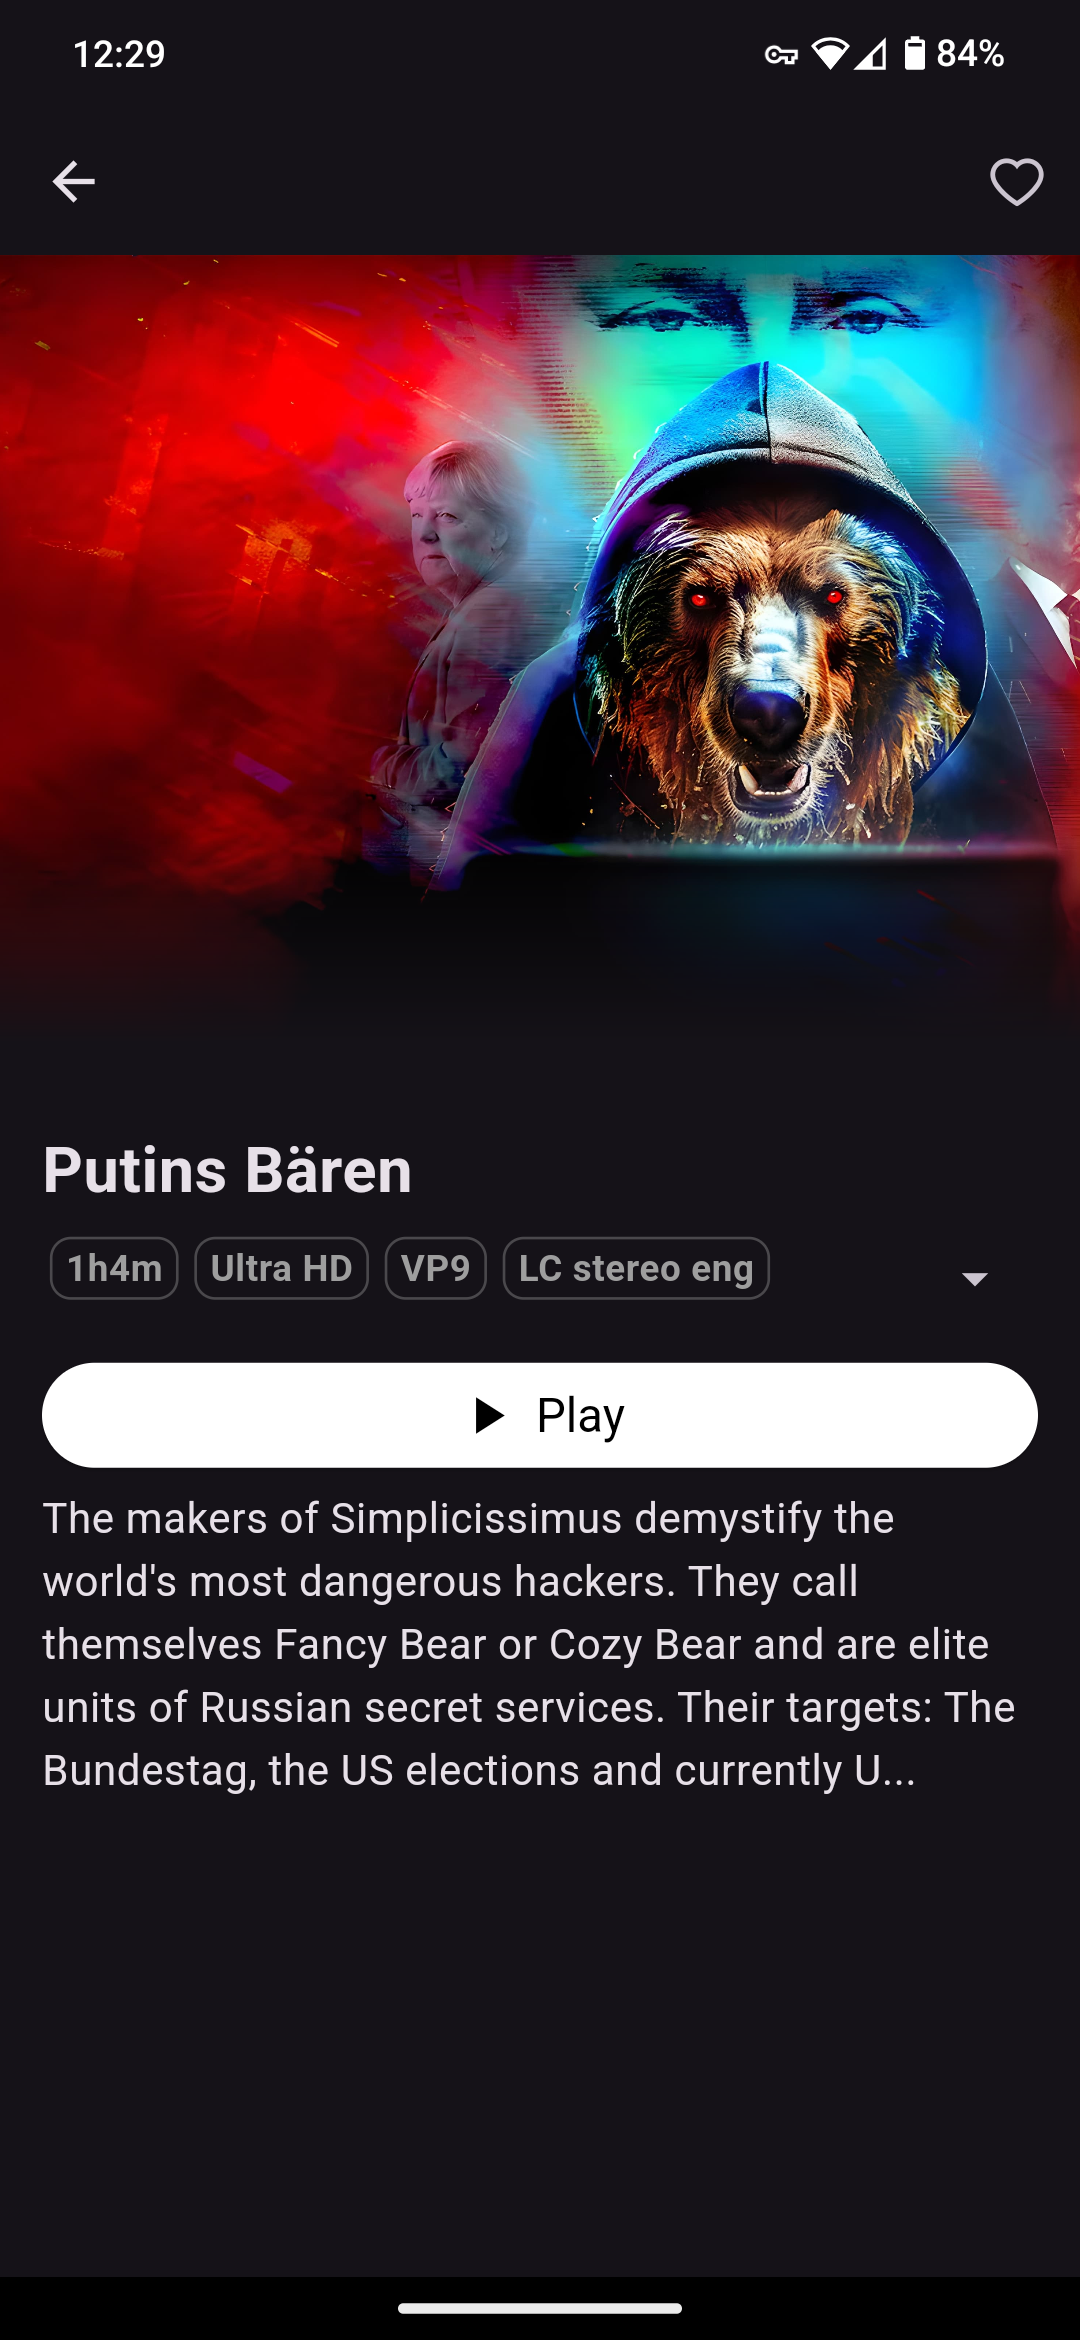 12:29
84%
Putins Bären
1h4m
Ultra HD
VP9
LC stereo eng
Play
The makers of Simplicissimus demystify the
world's most dangerous hackers. They call
themselves Fancy Bear or Cozy Bear and are elite
units of Russian secret services. Their targets: The
Bundestag, the US elections and currently U...